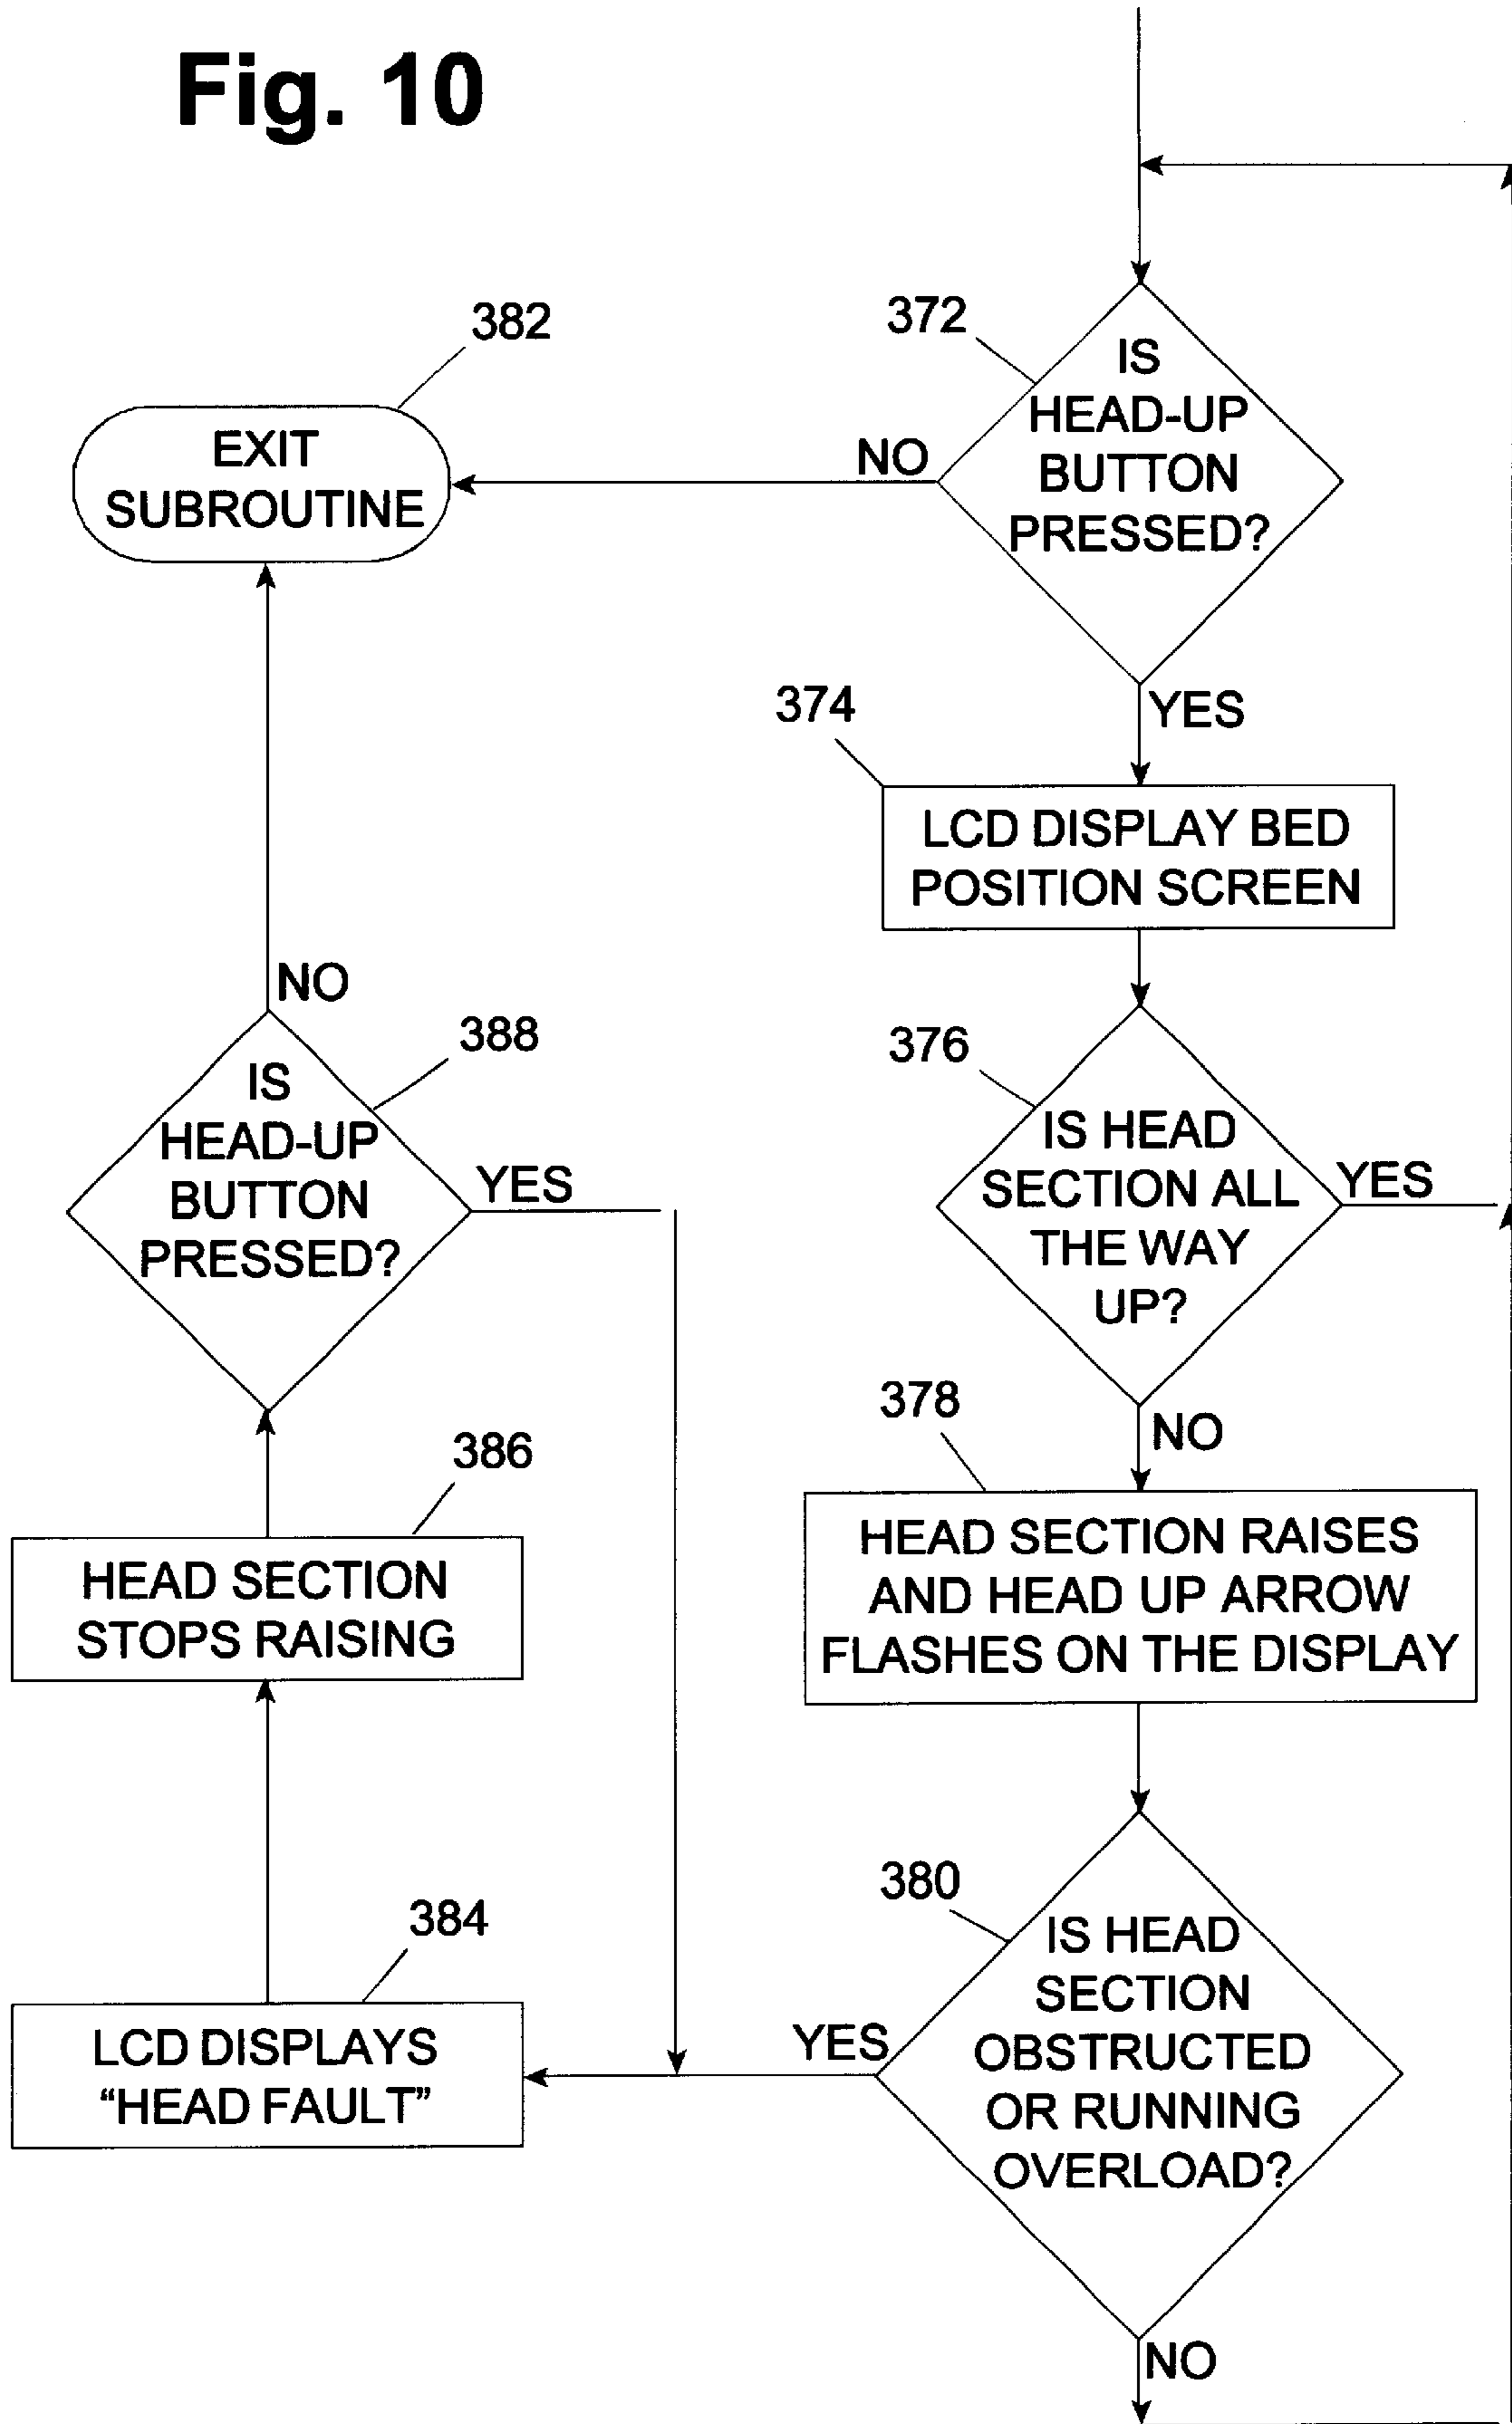 Fig. 10
382
EXIT
SUBROUTINE
372
IS
HEAD-UP
BUTTON
PRESSED?
NO
YES
374
LCD DISPLAY BED
POSITION SCREEN
376
IS HEAD
SECTION ALL
THE WAY
UP?
YES
NO
378
HEAD SECTION RAISES
AND HEAD UP ARROW
FLASHES ON THE DISPLAY
380
IS HEAD
SECTION
OBSTRUCTED
OR RUNNING
OVERLOAD?
YES
NO
384
LCD DISPLAYS
“HEAD FAULT”
386
HEAD SECTION
STOPS RAISING
388
IS
HEAD-UP
BUTTON
PRESSED?
YES
NO